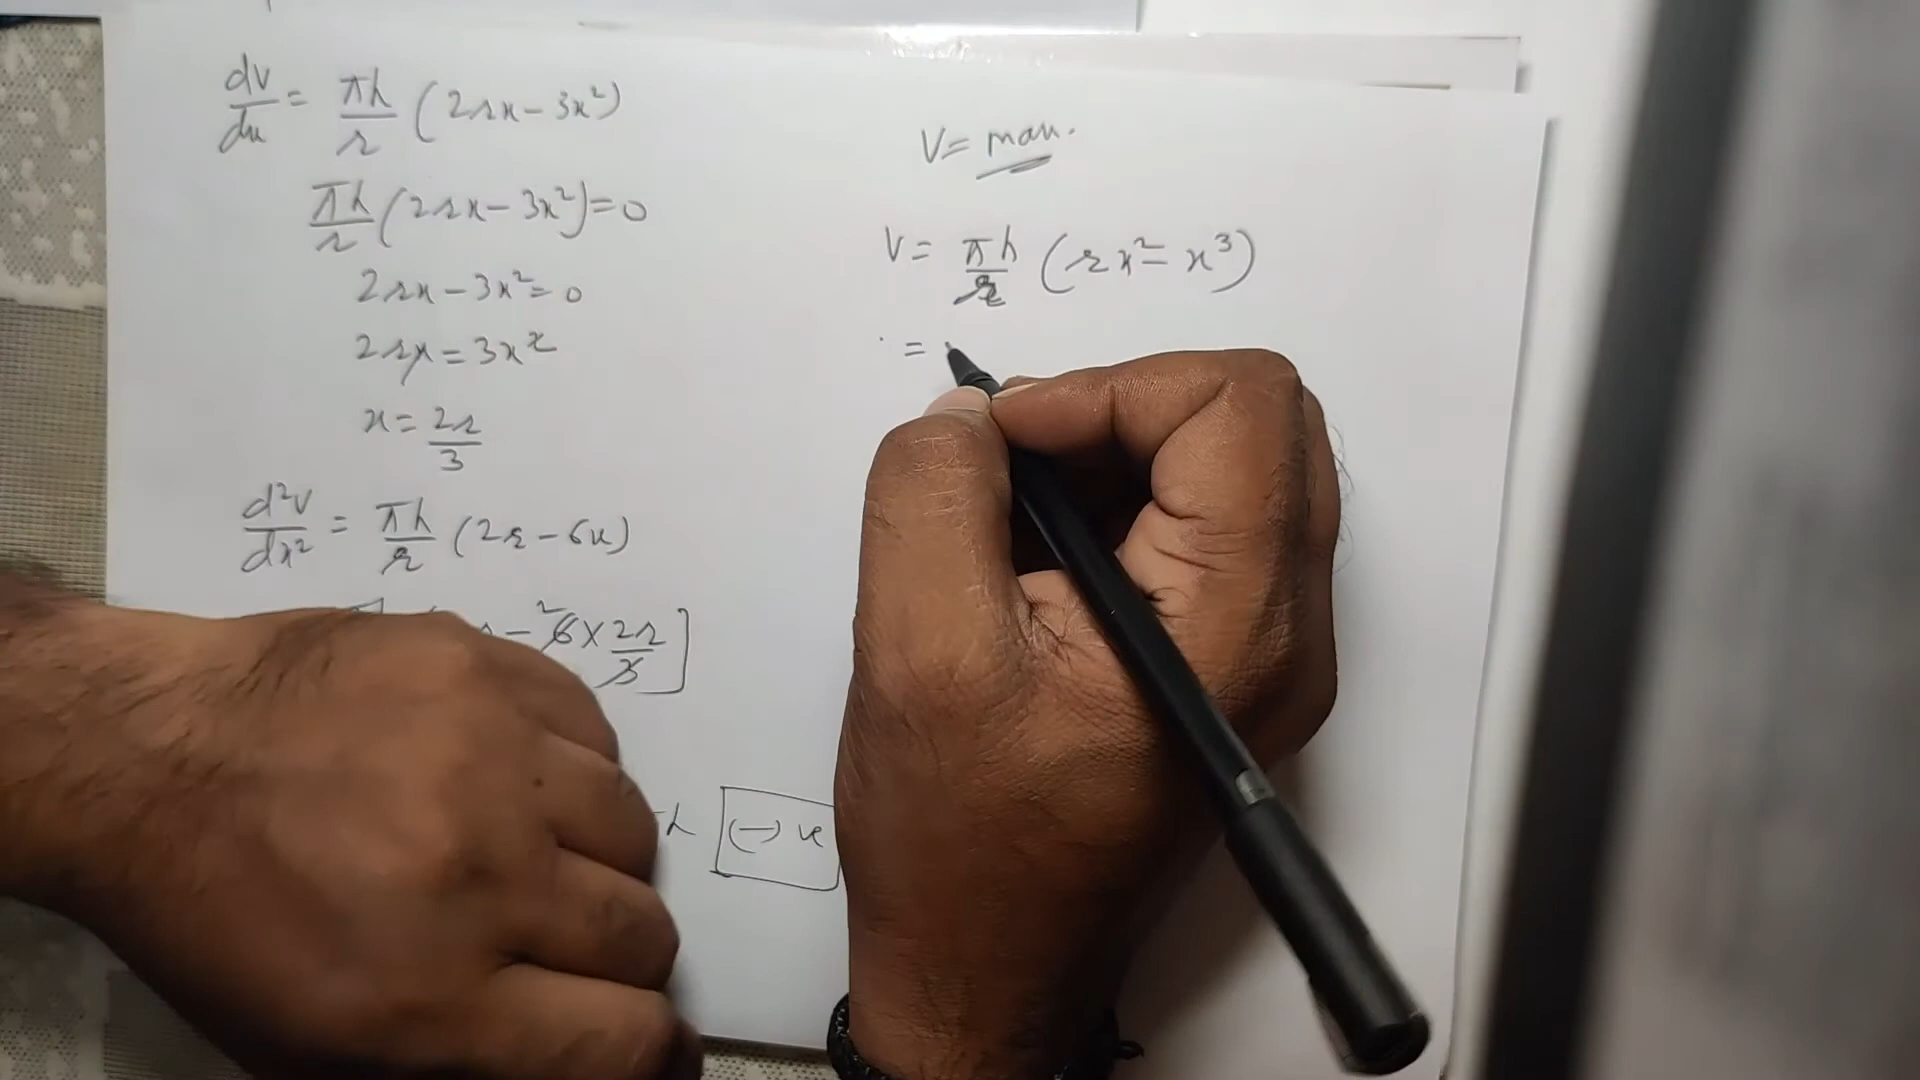 dv/dx = πh/r (2rx - 3x²)
πh/r (2rx - 3x²) = 0
2rx - 3x² = 0
2rx = 3x²
x = 2r/3
d²v/dx² = πh/r (2r - 6x)
- 6 × 2r/3]
h (-) ve
V = max.
V = πh/r (rx² - x³)
=